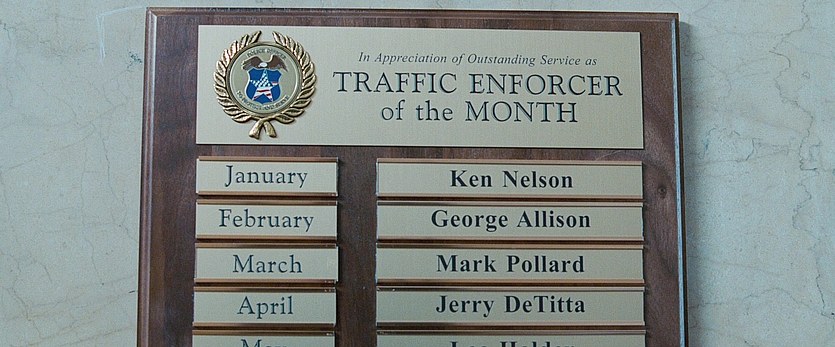 In Appreciation of Outstanding Service as
TRAFFIC ENFORCER
of the MONTH
January Ken Nelson
February George Allison
March Mark Pollard
April Jerry DeTitta
May